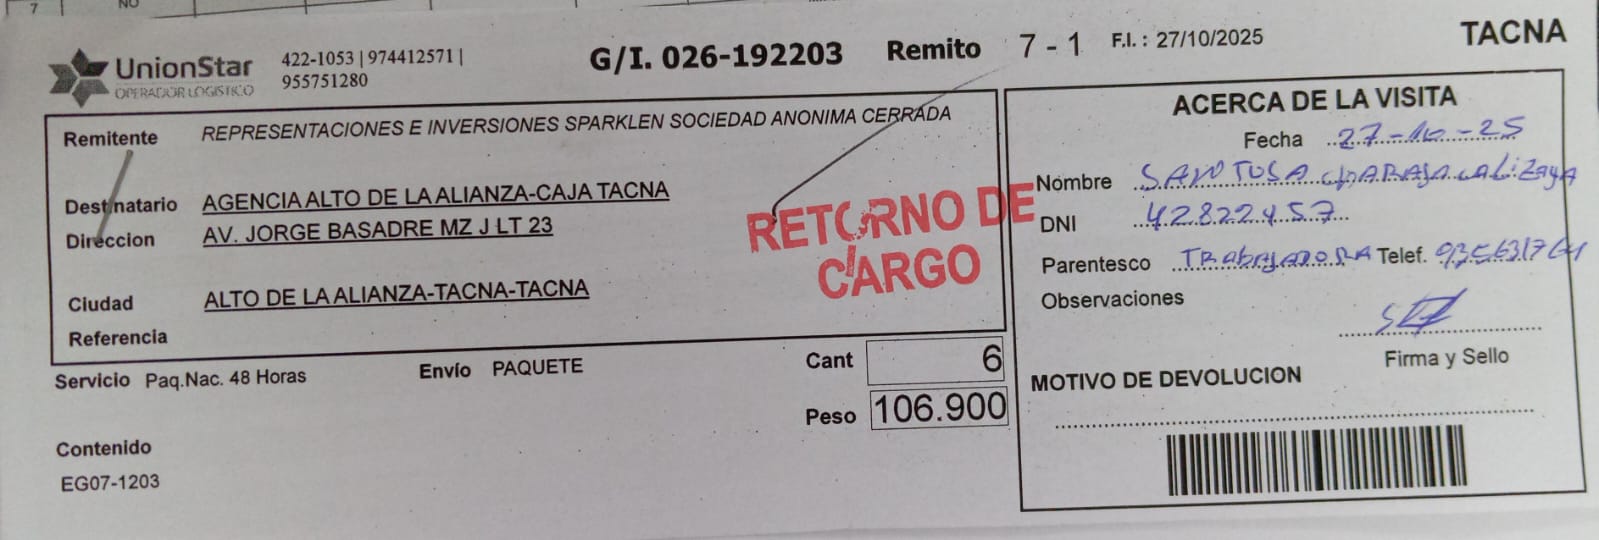 7
NO
UnionStar
OPERADOR LOGISTICO
422-1053 | 974412571 |
955751280
G/I. 026-192203
Remito 7 - 1
F.I. : 27/10/2025
TACNA
Remitente REPRESENTACIONES E INVERSIONES SPARKLEN SOCIEDAD ANONIMA CERRADA
Destinatario AGENCIA ALTO DE LA ALIANZA-CAJA TACNA
Direccion AV. JORGE BASADRE MZ J LT 23
Ciudad ALTO DE LA ALIANZA-TACNA-TACNA
Referencia
RETORNO DE
CARGO
Servicio Paq.Nac. 48 Horas
Envío PAQUETE
Cant 6
Peso 106.900
Contenido
EG07-1203
ACERCA DE LA VISITA
Fecha 27-10-25
Nombre
DNI 42822457
Parentesco TRabajadoRA Telef.
Observaciones
Firma y Sello
MOTIVO DE DEVOLUCION